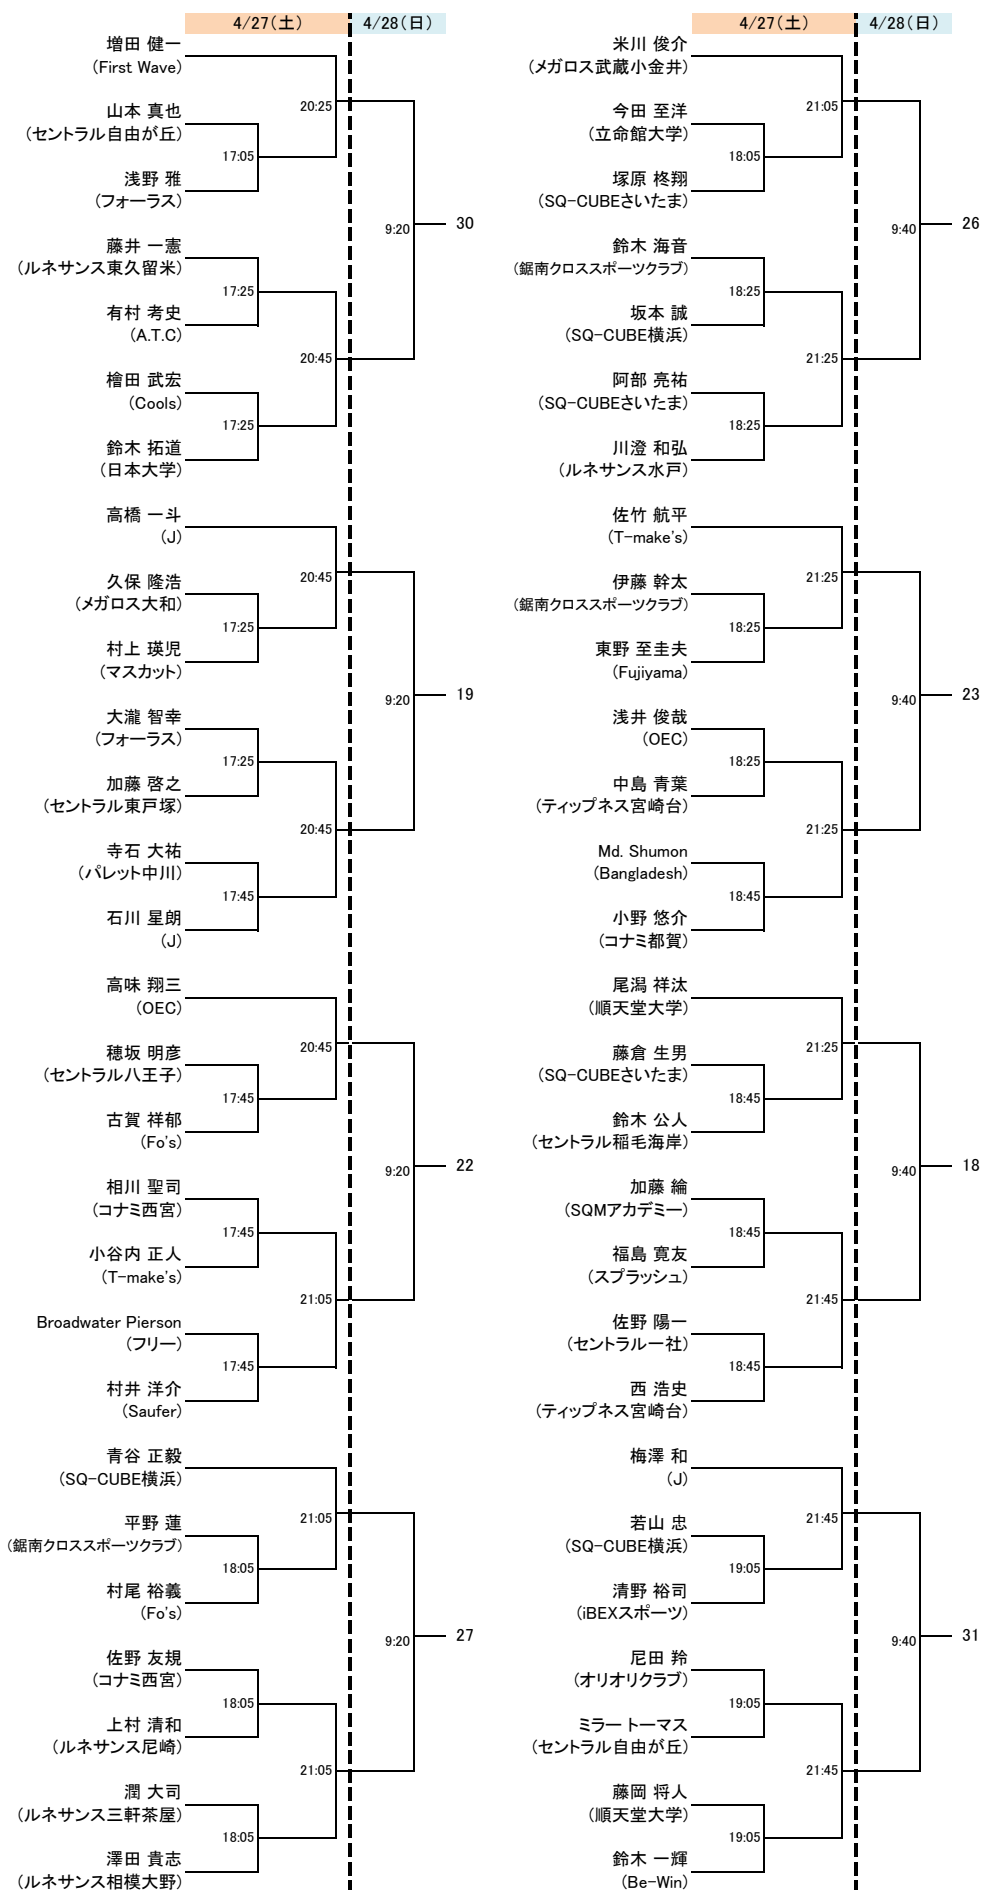 4/27(土)
4/28(日)
増田 健一
(First Wave)
20:25
山本 真也
(セントラル自由が丘)
17:05
浅野 雅
(フォーラス)
9:20
30
藤井 一憲
(ルネサンス東久留米)
17:25
有村 考史
(A.T.C)
20:45
檜田 武宏
(Cools)
17:25
鈴木 拓道
(日本大学)
高橋 一斗
(J)
20:45
久保 隆浩
(メガロス大和)
17:25
村上 瑛児
(マスカット)
9:20
19
大瀧 智幸
(フォーラス)
17:25
加藤 啓之
(セントラル東戸塚)
20:45
寺石 大祐
(パレット中川)
17:45
石川 星朗
(J)
高味 翔三
(OEC)
20:45
穂坂 明彦
(セントラル八王子)
17:45
古賀 祥郁
(Fo's)
9:20
22
相川 聖司
(コナミ西宮)
17:45
小谷内 正人
(T-make's)
21:05
Broadwater Pierson
(フリー)
17:45
村井 洋介
(Saufer)
青谷 正毅
(SQ-CUBE横浜)
21:05
平野 蓮
(鋸南クロススポーツクラブ)
18:05
村尾 裕義
(Fo's)
9:20
27
佐野 友規
(コナミ西宮)
18:05
上村 清和
(ルネサンス尼崎)
21:05
潤 大司
(ルネサンス三軒茶屋)
18:05
澤田 貴志
(ルネサンス相模大野)
4/27(土)
4/28(日)
米川 俊介
(メガロス武蔵小金井)
21:05
今田 至洋
(立命館大学)
18:05
塚原 柊翔
(SQ-CUBEさいたま)
9:40
26
鈴木 海音
(鋸南クロススポーツクラブ)
18:25
坂本 誠
(SQ-CUBE横浜)
21:25
阿部 亮祐
(SQ-CUBEさいたま)
18:25
川澄 和弘
(ルネサンス水戸)
佐竹 航平
(T-make's)
21:25
伊藤 幹太
(鋸南クロススポーツクラブ)
18:25
東野 至圭夫
(Fujiyama)
9:40
23
浅井 俊哉
(OEC)
18:25
中島 青葉
(ティップネス宮崎台)
21:25
Md. Shumon
(Bangladesh)
18:45
小野 悠介
(コナミ都賀)
尾潟 祥汰
(順天堂大学)
21:25
藤倉 生男
(SQ-CUBEさいたま)
18:45
鈴木 公人
(セントラル稲毛海岸)
9:40
18
加藤 綸
(SQMアカデミー)
18:45
福島 寛友
(スプラッシュ)
21:45
佐野 陽一
(セントラル一社)
18:45
西 浩史
(ティップネス宮崎台)
梅澤 和
(J)
21:45
若山 忠
(SQ-CUBE横浜)
19:05
清野 裕司
(iBEXスポーツ)
9:40
31
尼田 羚
(オリオリクラブ)
19:05
ミラー トーマス
(セントラル自由が丘)
21:45
藤岡 将人
(順天堂大学)
19:05
鈴木 一輝
(Be-Win)